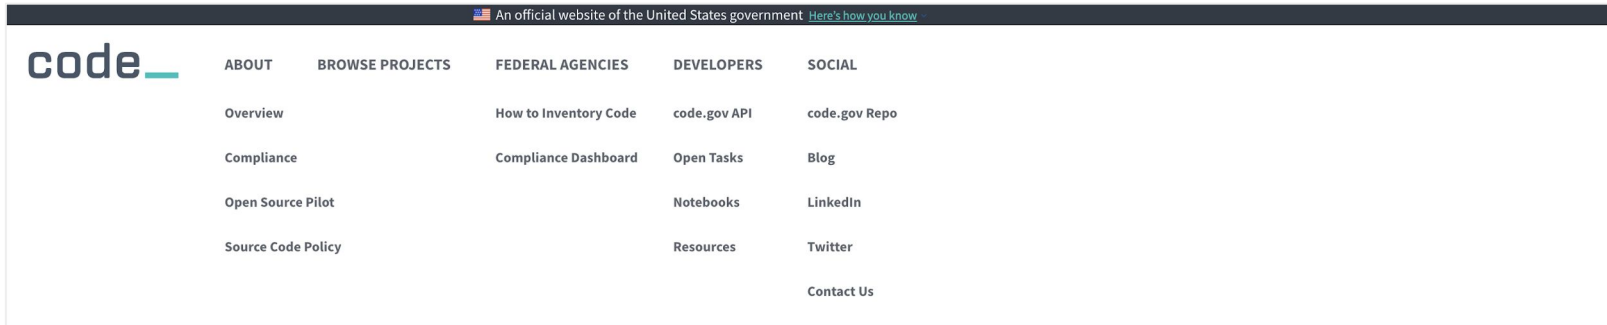 An official website of the United States government Here's how you know
code_
ABOUT BROWSE PROJECTS FEDERAL AGENCIES DEVELOPERS SOCIAL
Overview How to Inventory Code code.gov API code.gov Repo
Compliance Compliance Dashboard Open Tasks Blog
Open Source Pilot Notebooks LinkedIn
Source Code Policy Resources Twitter
Contact Us